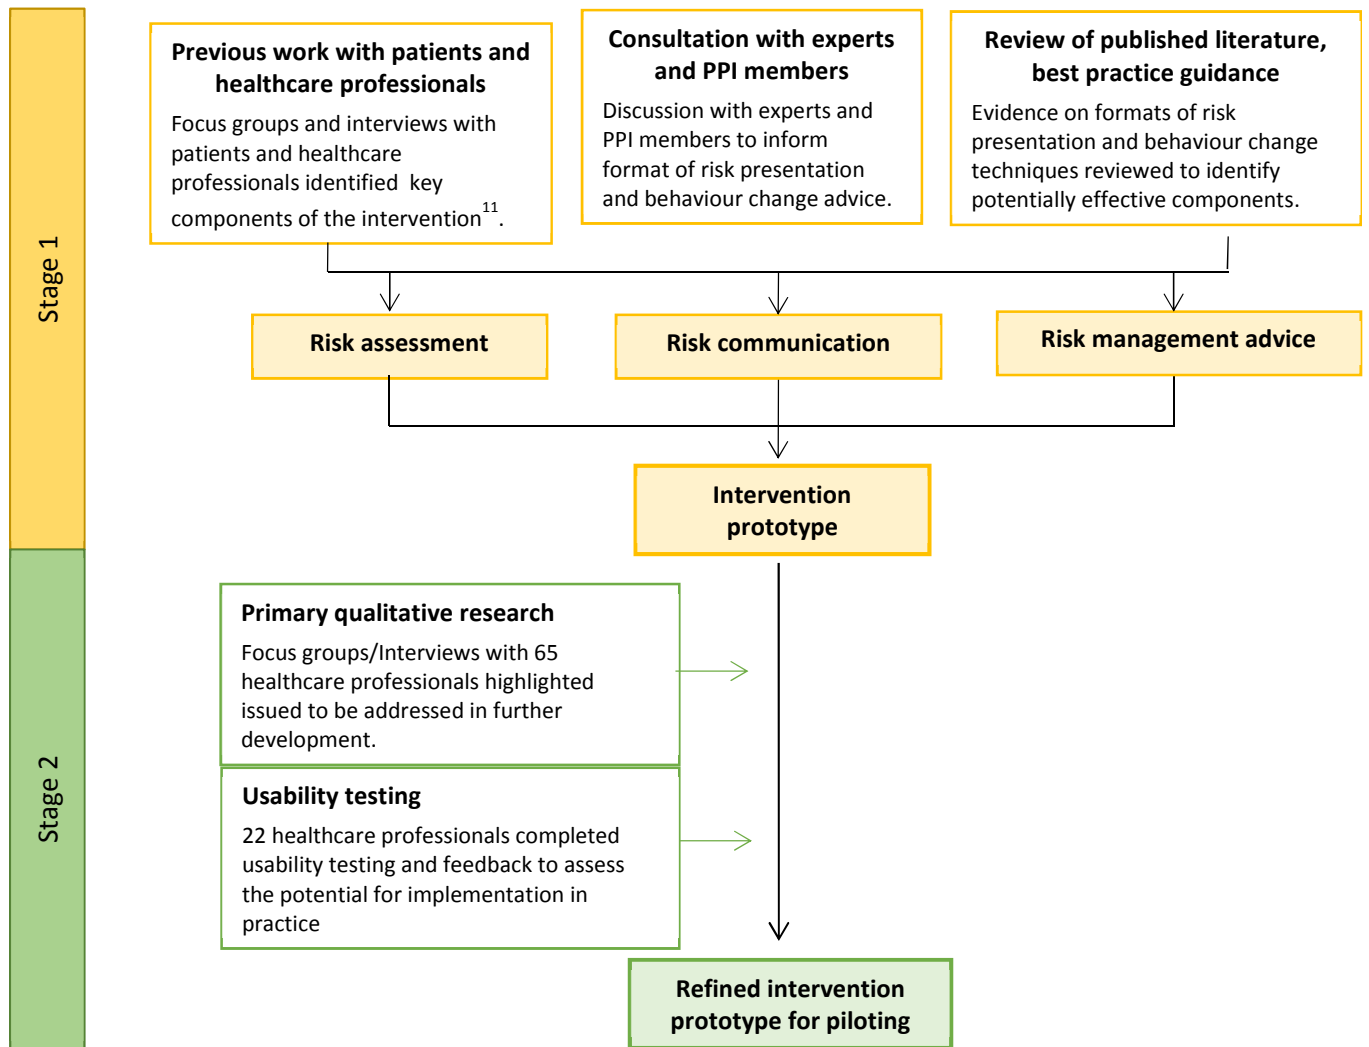 Stage 1
Previous work with patients and
healthcare professionals
Focus groups and interviews with
patients and healthcare
professionals identified key
components of the intervention11.
Consultation with experts
and PPI members
Discussion with experts and
PPI members to inform
format of risk presentation
and behaviour change advice.
Review of published literature,
best practice guidance
Evidence on formats of risk
presentation and behaviour change
techniques reviewed to identify
potentially effective components.
Risk assessment
Risk communication
Risk management advice
Intervention
prototype
Stage 2
Primary qualitative research
Focus groups/Interviews with 65
healthcare professionals highlighted
issued to be addressed in further
development.
Usability testing
22 healthcare professionals completed
usability testing and feedback to assess
the potential for implementation in
practice
Refined intervention
prototype for piloting